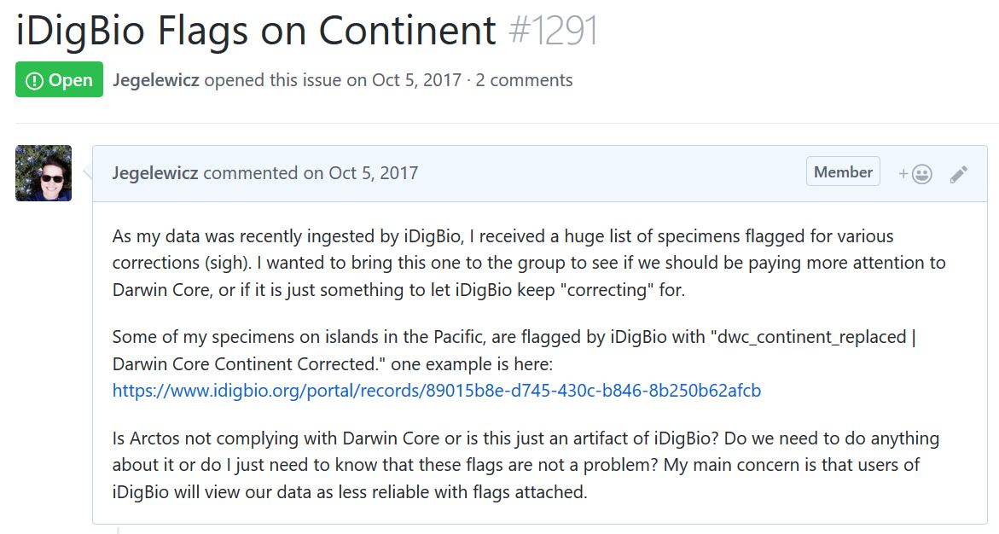 iDigBio Flags on Continent #1291
Open Jegelewicz opened this issue on Oct 5, 2017 · 2 comments
Jegelewicz commented on Oct 5, 2017 Member
As my data was recently ingested by iDigBio, I received a huge list of specimens flagged for various
corrections (sigh). I wanted to bring this one to the group to see if we should be paying more attention to
Darwin Core, or if it is just something to let iDigBio keep "correcting" for.
Some of my specimens on islands in the Pacific, are flagged by iDigBio with "dwc_continent_replaced |
Darwin Core Continent Corrected." one example is here:
https://www.idigbio.org/portal/records/89015b8e-d745-430c-b846-8b250b62afcb
Is Arctos not complying with Darwin Core or is this just an artifact of iDigBio? Do we need to do anything
about it or do I just need to know that these flags are not a problem? My main concern is that users of
iDigBio will view our data as less reliable with flags attached.